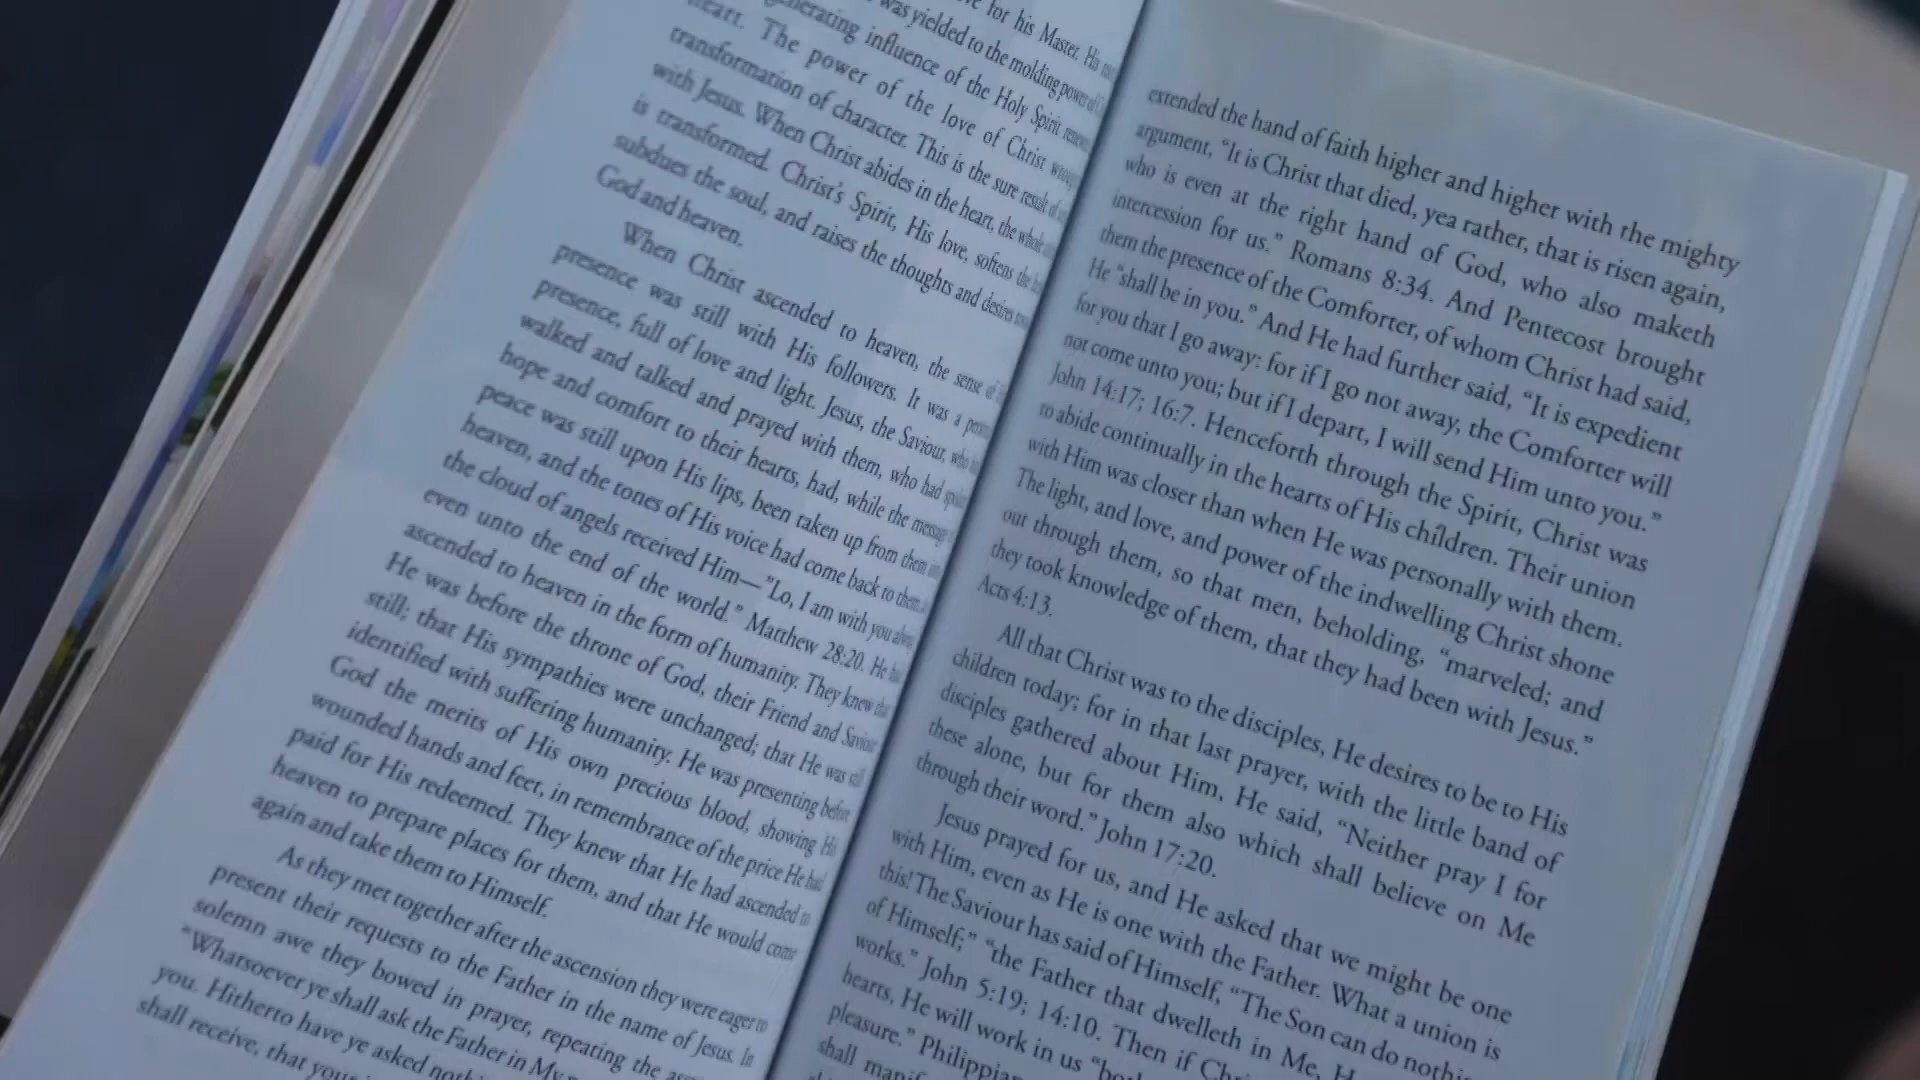 for his Master. His
was yielded to the molding power of
influence of the Holy Spirit
heart. The power of the love of Christ
transformation of character. This is the sure result of
with Jesus. When Christ abides in the heart, the whole
is transformed. Christ's Spirit, His love, softens the
subdues the soul, and raises the thoughts and desires
God and heaven.
When Christ ascended to heaven, the sense of
presence was still with His followers. It was a
presence, full of love and light. Jesus, the Saviour, who
walked and talked and prayed with them, who had
hope and comfort to their hearts, had, while the message
peace was still upon His lips, been taken up from them
heaven, and the tones of His voice had come back to them,
the cloud of angels received Him—"Lo, I am with you
even unto the end of the world." Matthew 28:20. He
ascended to heaven in the form of humanity. They knew
He was before the throne of God, their Friend and Saviour
still; that His sympathies were unchanged; that He was still
identified with suffering humanity. He was presenting before
God the merits of His own precious blood, showing His
wounded hands and feet, in remembrance of the price He had
paid for His redeemed. They knew that He had ascended to
heaven to prepare places for them, and that He would come
again and take them to Himself.
As they met together after the ascension they were eager to
present their requests to the Father in the name of Jesus. In
solemn awe they bowed in prayer, repeating the
"Whatsoever ye shall ask the Father in My
you. Hitherto have ye asked
shall receive, that your
extended the hand of faith higher and higher with the mighty
argument, "It is Christ that died, yea rather, that is risen again,
who is even at the right hand of God, who also maketh
intercession for us." Romans 8:34. And Pentecost brought
them the presence of the Comforter, of whom Christ had said,
He "shall be in you." And He had further said, "It is expedient
for you that I go away: for if I go not away, the Comforter will
not come unto you; but if I depart, I will send Him unto you."
John 14:17; 16:7. Henceforth through the Spirit, Christ was
to abide continually in the hearts of His children. Their union
with Him was closer than when He was personally with them.
The light, and love, and power of the indwelling Christ shone
out through them, so that men, beholding, "marveled; and
they took knowledge of them, that they had been with Jesus."
Acts 4:13.
All that Christ was to the disciples, He desires to be to His
children today; for in that last prayer, with the little band of
disciples gathered about Him, He said, "Neither pray I for
these alone, but for them also which shall believe on Me
through their word." John 17:20.
Jesus prayed for us, and He asked that we might be one
with Him, even as He is one with the Father. What a union is
this! The Saviour has said of Himself, "The Son can do
of Himself;" "the Father that dwelleth in Me,
works." John 5:19; 14:10. Then if
hearts, He will work in us
pleasure."
shall